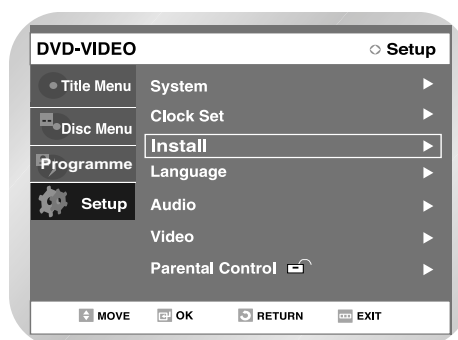 DVD-VIDEO Setup
Title Menu
Disc Menu
Programme
Setup
System
Clock Set
Install
Language
Audio
Video
Parental Control
MOVE OK RETURN EXIT